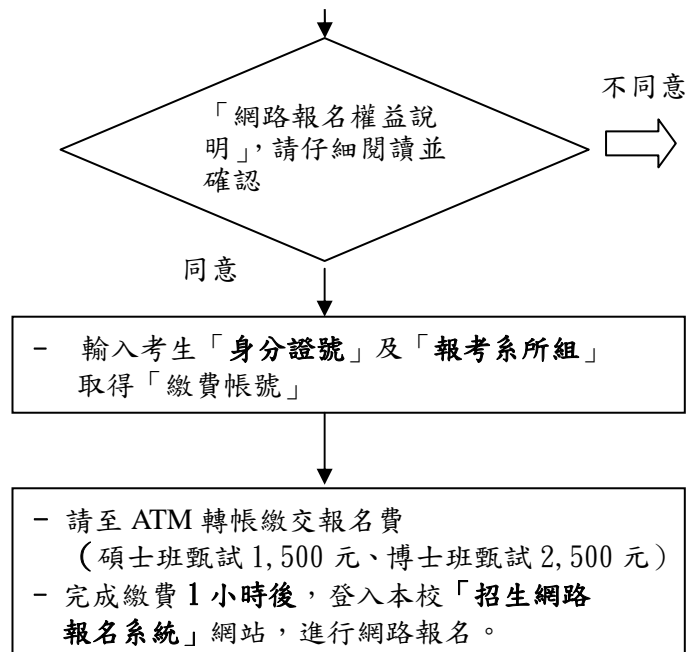 「網路報名權益說
明」，請仔細閱讀並
確認
不同意
同意
- 輸入考生「身分證號」及「報考系所組」
取得「繳費帳號」
- 請至 ATM 轉帳繳交報名費
（碩士班甄試 1,500 元、博士班甄試 2,500 元）
- 完成繳費 1 小時後，登入本校「招生網路
報名系統」網站，進行網路報名。